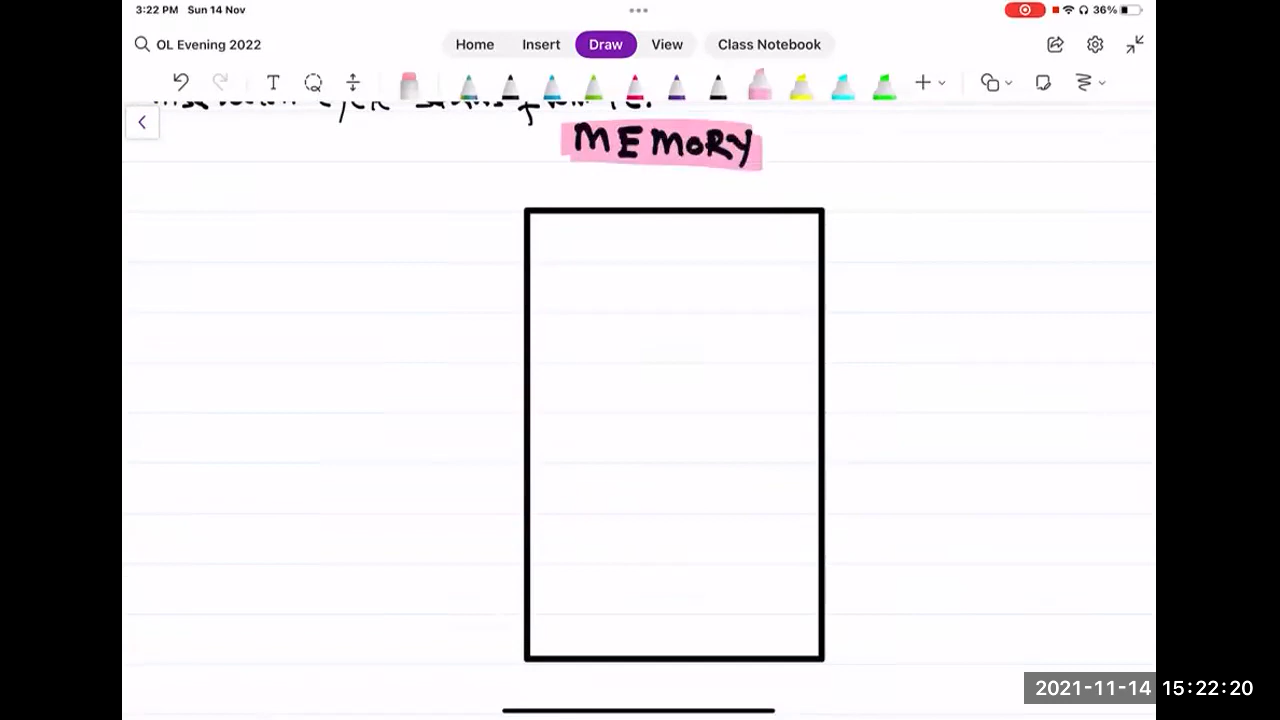 3:22 PM Sun 14 Nov
36%
OL Evening 2022
Home Insert Draw View Class Notebook
MEMORY
2021-11-14 15:22:20